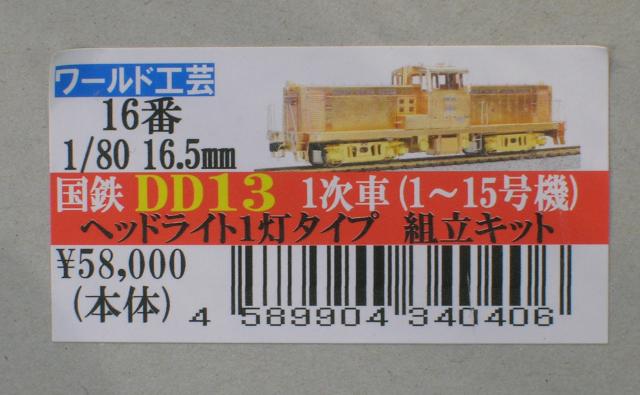 ワールド工芸
16番
1/80 16.5mm
国鉄 DD13 1次車(1～15号機)
ヘッドライト1灯タイプ 組立キット
¥58,000
(本体)
4 589904 340406